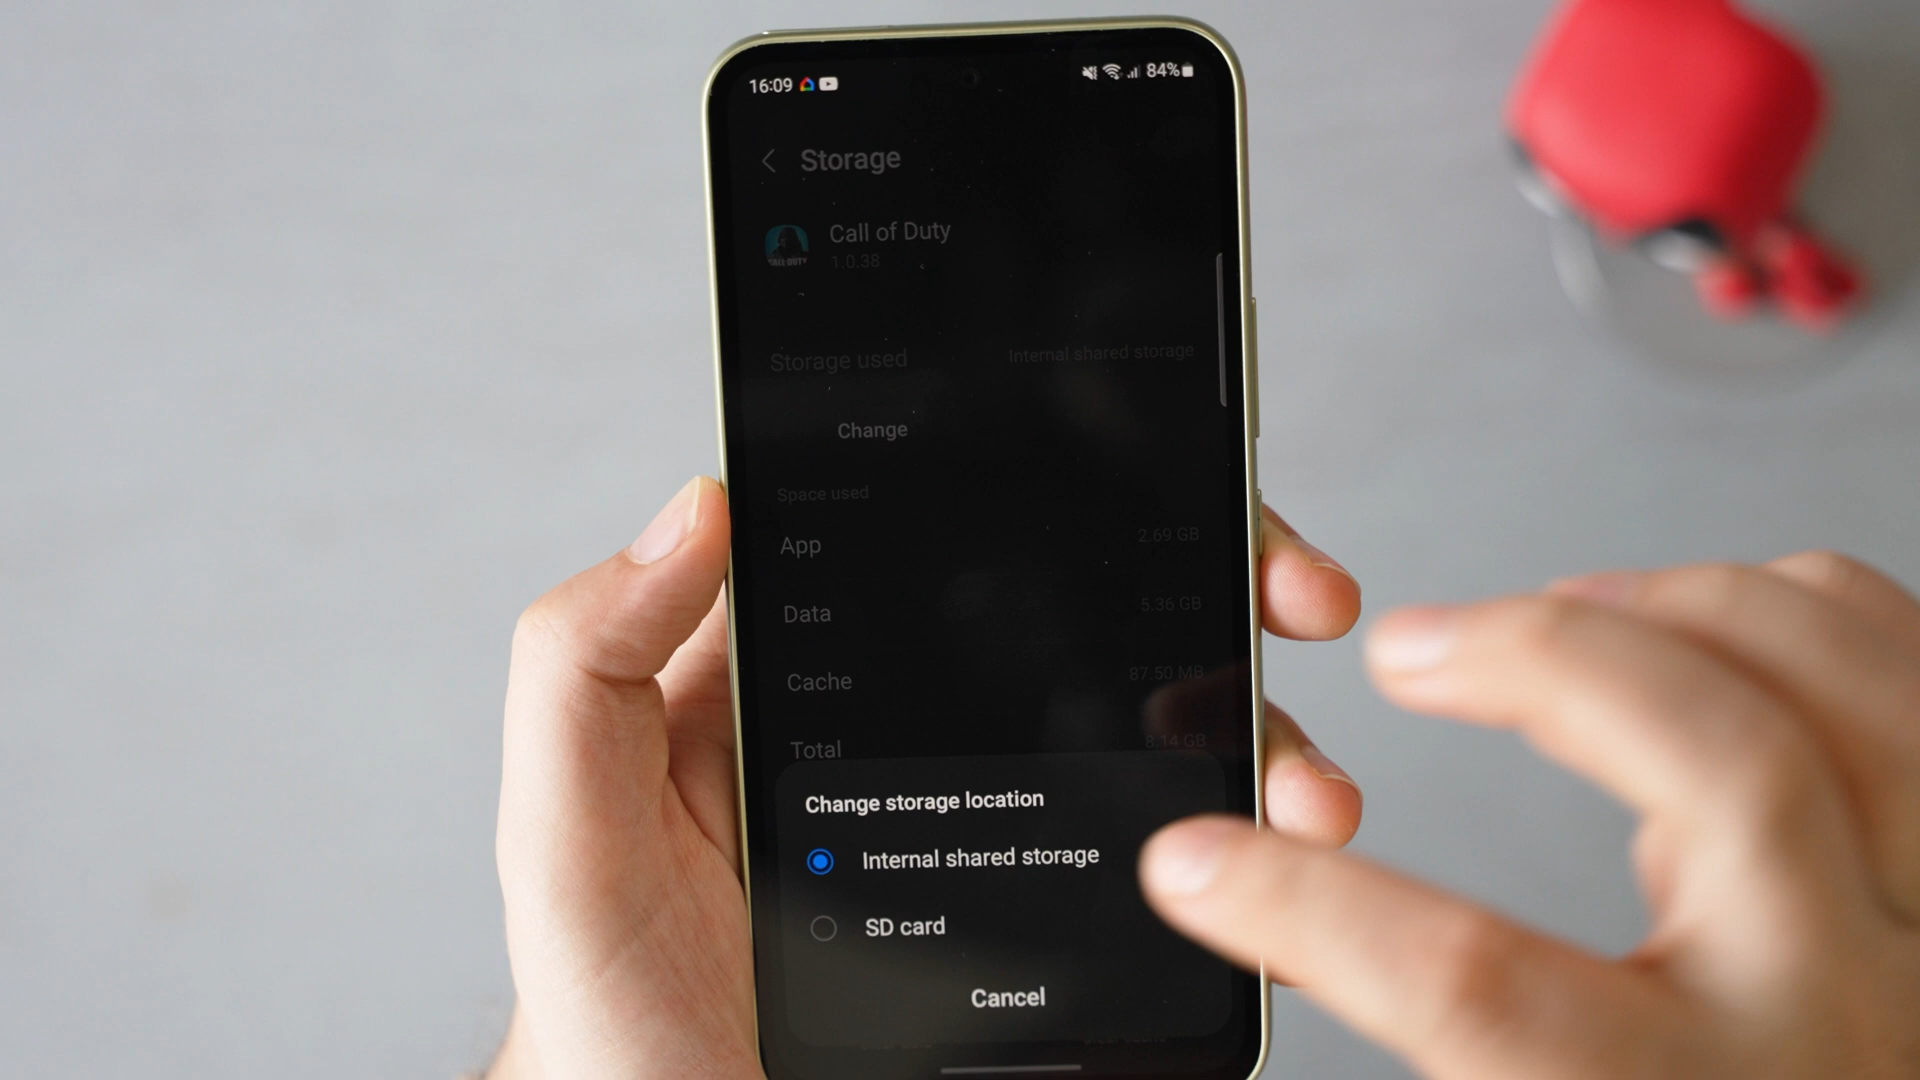 16:09 84%
Storage
Call of Duty
1.0.38
CALL DUTY
Storage used Internal shared storage
Change
Space used
App 2.69 GB
Data 5.36 GB
Cache 87.50 MB
Total 8.14 GB
Change storage location
Internal shared storage
SD card
Cancel